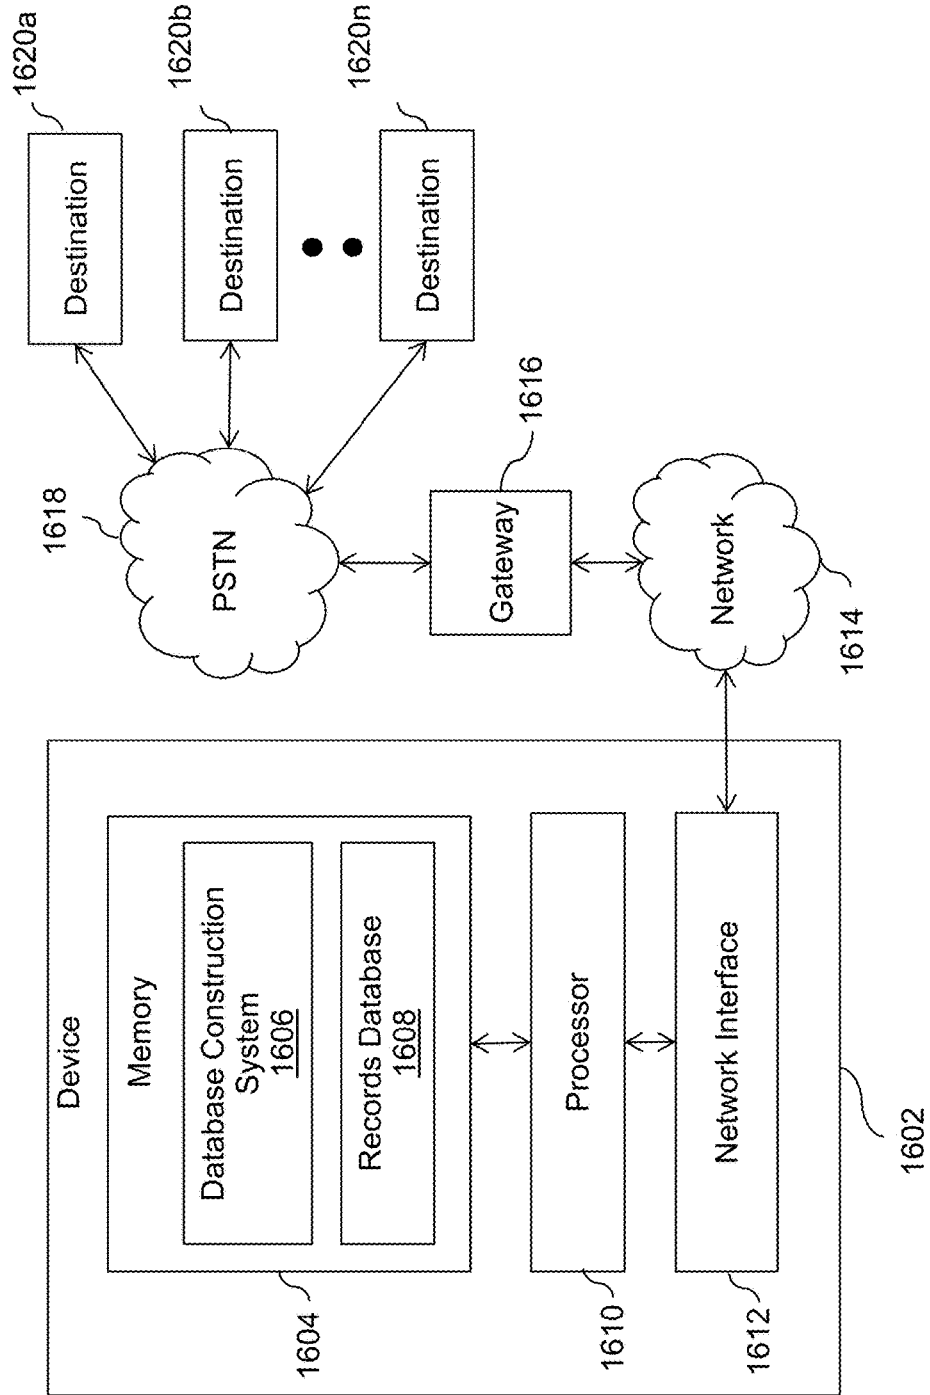 Device
Memory
Database Construction
System
1606
Records Database
1608
1604
Processor
1610
Network Interface
1612
1602
Network
1614
Gateway
1616
PSTN
1618
Destination
1620a
Destination
1620b
Destination
1620n